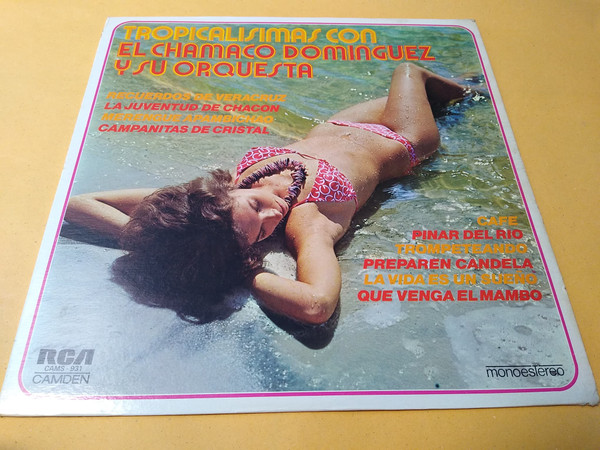 TROPICALISIMAS CON
EL CHAMACO DOMINGUEZ
Y SU ORQUESTA
RECUERDOS DE VERACRUZ
LA JUVENTUD DE CHACON
MERENGUE APAMBICHAO
CAMPANITAS DE CRISTAL
CAFE
PINAR DEL RIO
TROMPETEANDO
PREPAREN CANDELA
LA VIDA ES UN SUEÑO
QUE VENGA EL MAMBO
RCA
CAMS - 931
CAMDEN
monoestereo